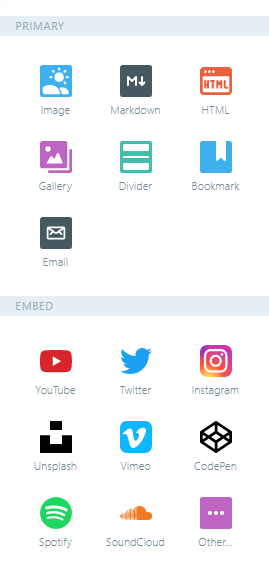 PRIMARY
Image Markdown HTML
Gallery Divider Bookmark
Email
EMBED
YouTube Twitter Instagram
Unsplash Vimeo CodePen
Spotify SoundCloud Other...